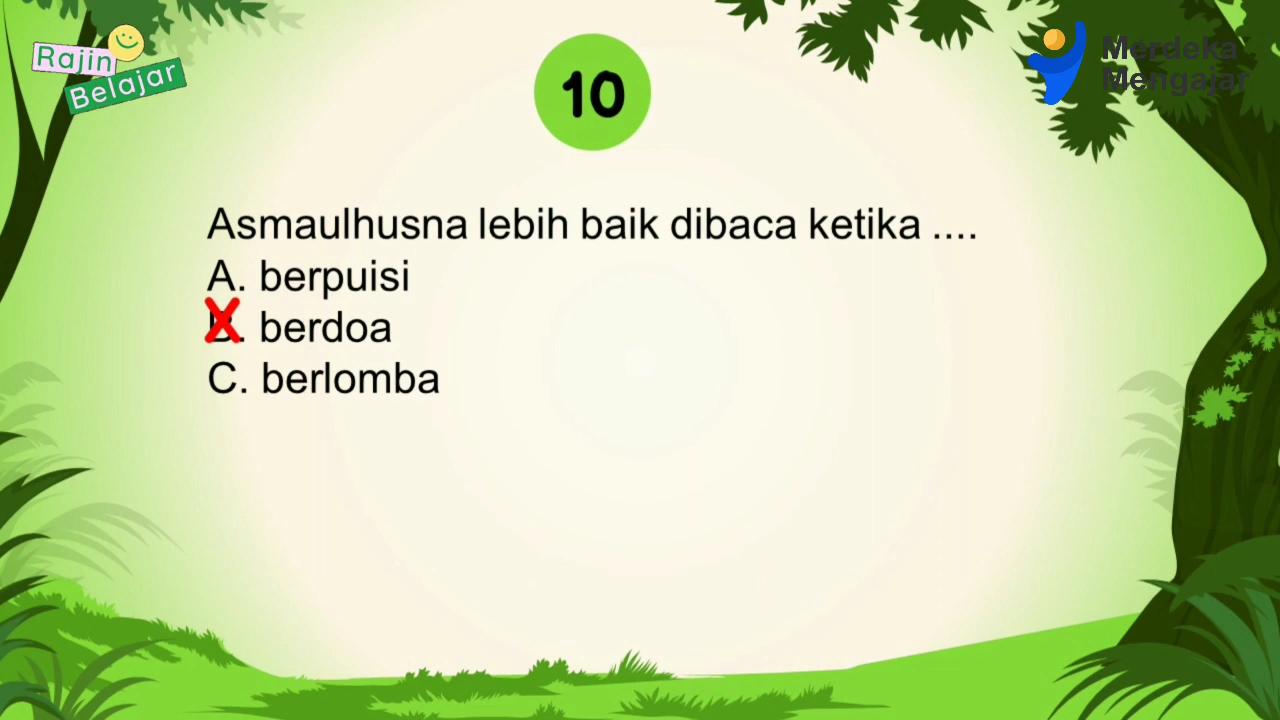 Rajin
Belajar
10
Merdeka
Mengajar
Asmaulhusna lebih baik dibaca ketika ....
A. berpuisi
B. berdoa
C. berlomba